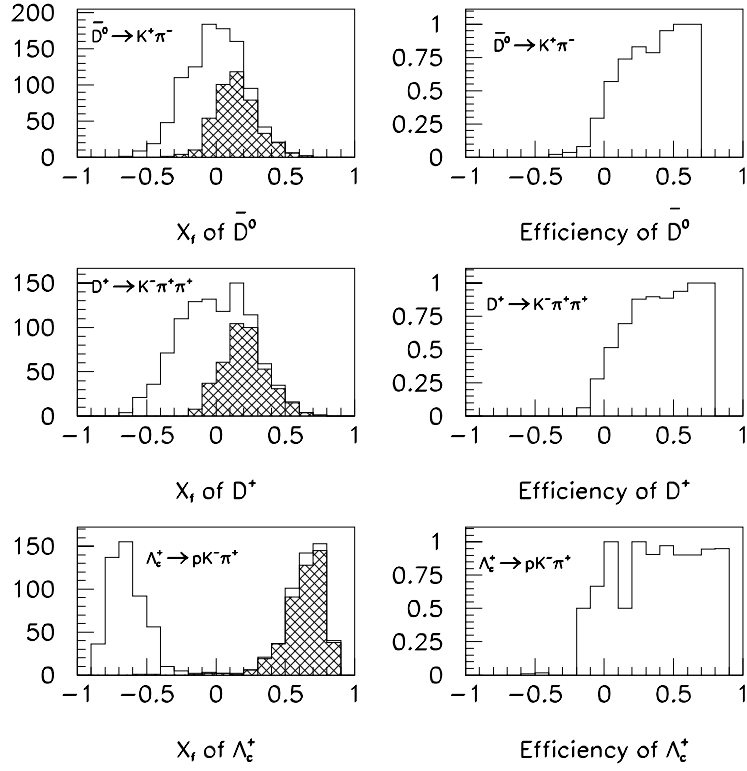 200
150
100
50
0
D̄⁰→K⁺π⁻
−1 −0.5 0 0.5 1
X_f of D̄⁰
1
0.75
0.5
0.25
0
D̄⁰→K⁺π⁻
−1 −0.5 0 0.5 1
Efficiency of D̄⁰
150
100
50
0
D⁺→K⁻π⁺π⁺
−1 −0.5 0 0.5 1
X_f of D⁺
1
0.75
0.5
0.25
0
D⁺→K⁻π⁺π⁺
−1 −0.5 0 0.5 1
Efficiency of D⁺
150
100
50
0
Λ_c⁺→pK⁻π⁺
−1 −0.5 0 0.5 1
X_f of Λ_c⁺
1
0.75
0.5
0.25
0
Λ_c⁺→pK⁻π⁺
−1 −0.5 0 0.5 1
Efficiency of Λ_c⁺